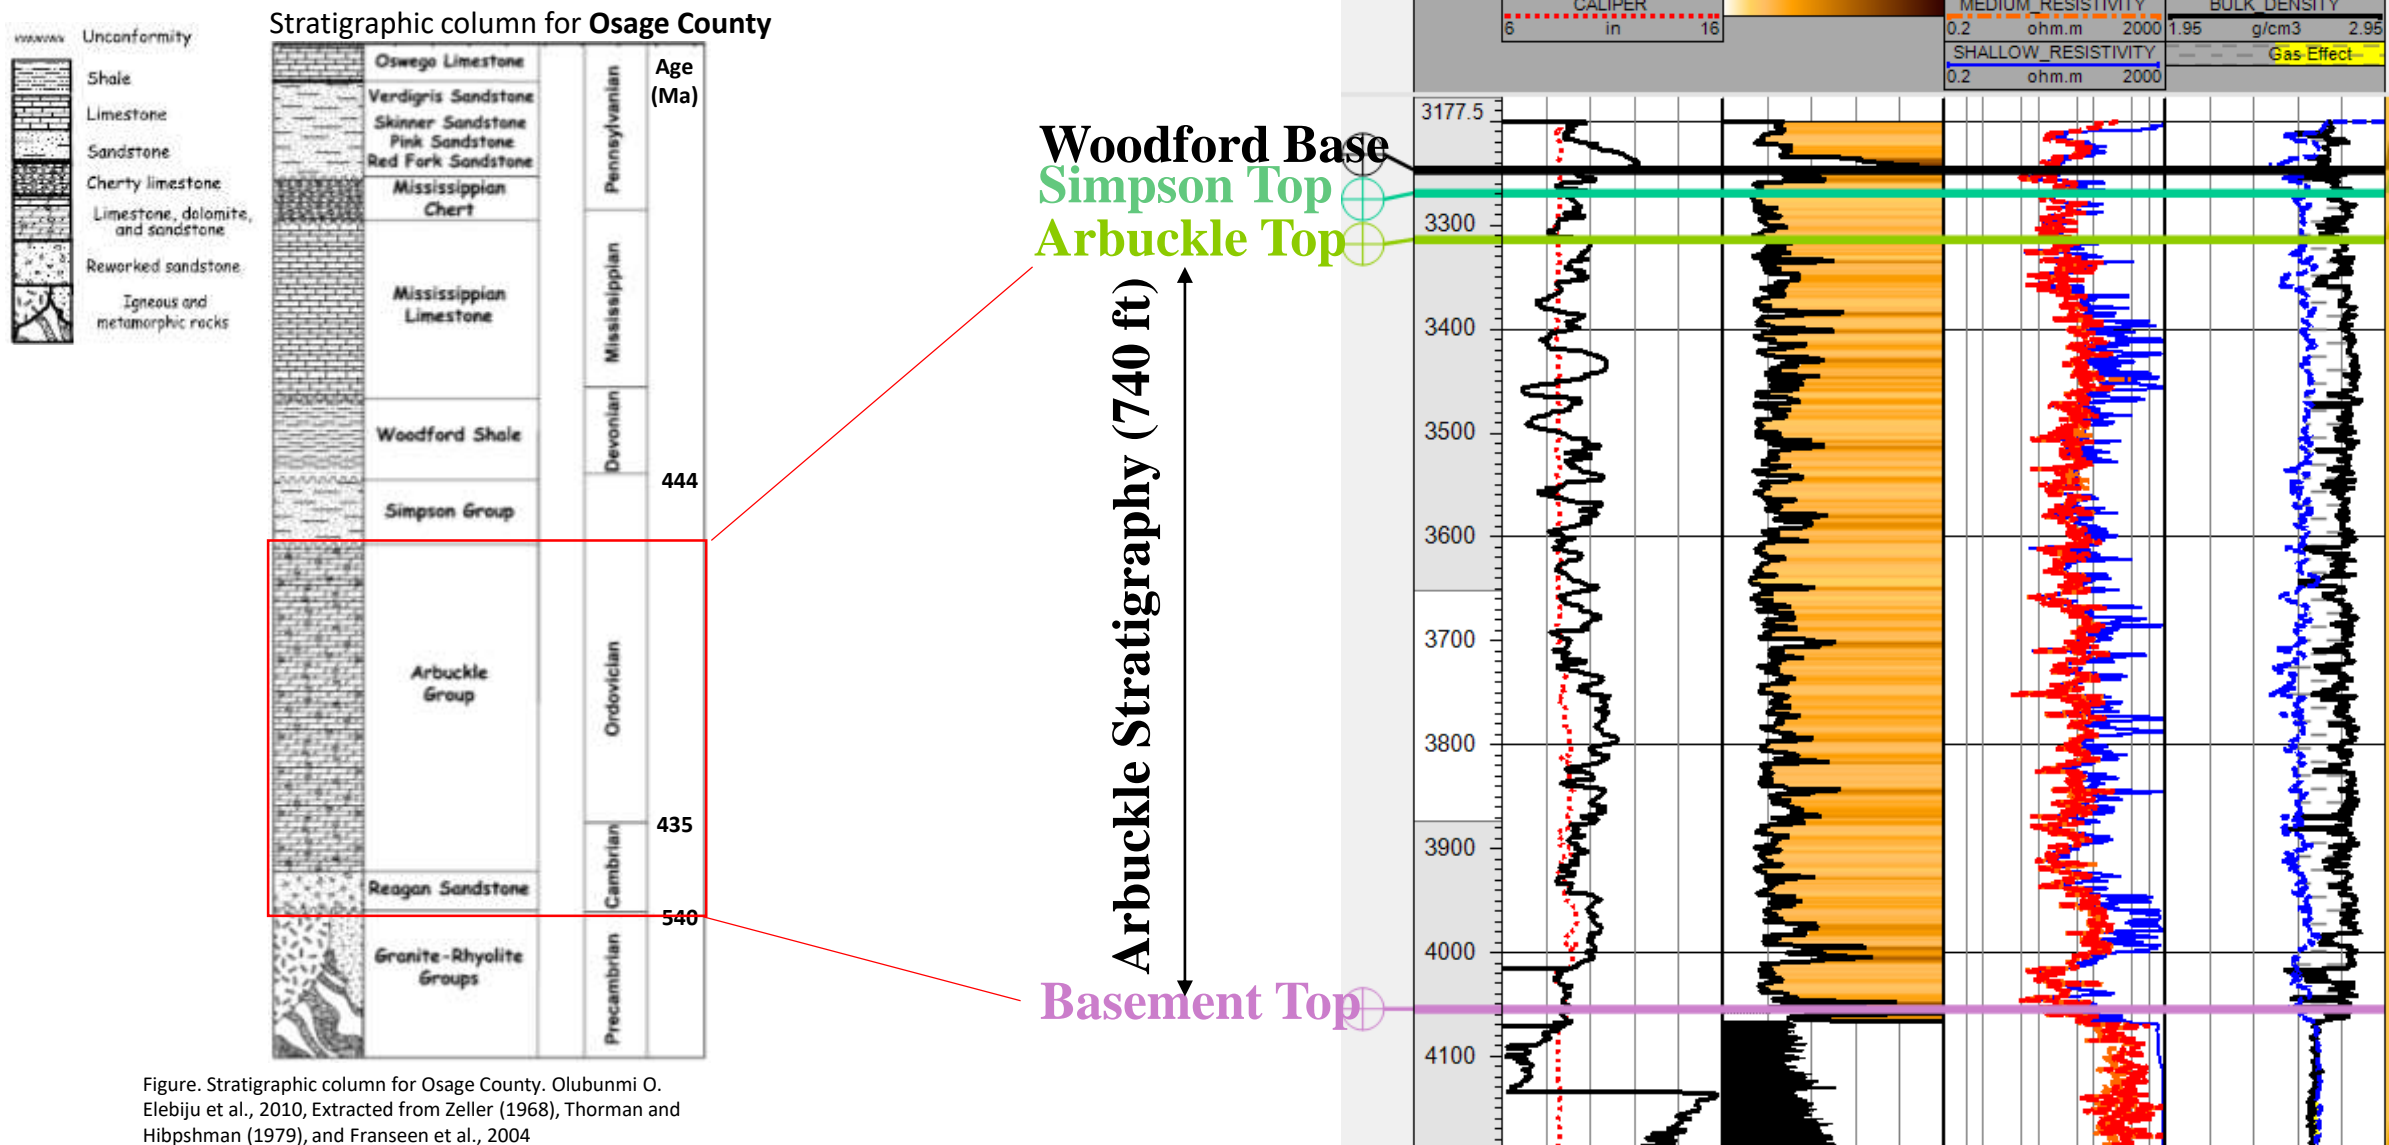 Stratigraphic column for Osage County
Unconformity
Shale
Limestone
Sandstone
Cherty limestone
Limestone, dolomite,
and sandstone
Reworked sandstone
Igneous and
metamorphic rocks
Oswego Limestone
Verdigris Sandstone
Skinner Sandstone
Pink Sandstone
Red Fork Sandstone
Mississippian
Chert
Mississippian
Limestone
Woodford Shale
Simpson Group
Arbuckle
Group
Reagan Sandstone
Granite-Rhyolite
Groups
Pennsylvanian
Mississippian
Devonian
Ordovician
Cambrian
Precambrian
Age
(Ma)
444
435
540
Figure. Stratigraphic column for Osage County. Olubunmi O.
Elebiju et al., 2010, Extracted from Zeller (1968), Thorman and
Hibpshman (1979), and Franseen et al., 2004
Woodford Base
Simpson Top
Arbuckle Top
Arbuckle Stratigraphy (740 ft)
Basement Top
CALIPER
6 in 16
MEDIUM_RESISTIVITY
0.2 ohm.m 2000
SHALLOW_RESISTIVITY
0.2 ohm.m 2000
BULK_DENSITY
1.95 g/cm3 2.95
Gas Effect
3177.5
3300
3400
3500
3600
3700
3800
3900
4000
4100